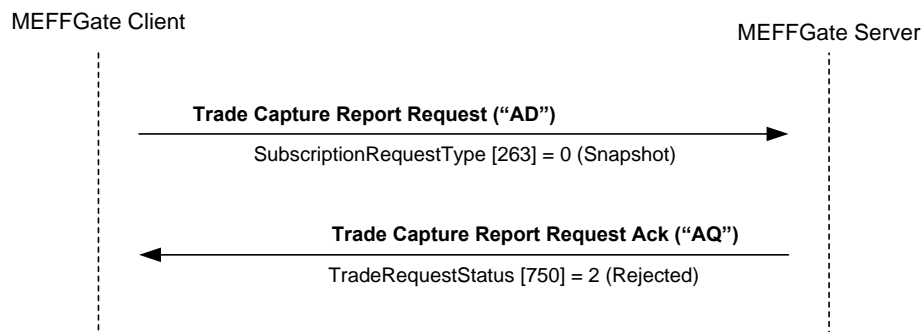 MEFFGate Client
MEFFGate Server
Trade Capture Report Request (“AD”)
SubscriptionRequestType [263] = 0 (Snapshot)
Trade Capture Report Request Ack (“AQ”)
TradeRequestStatus [750] = 2 (Rejected)